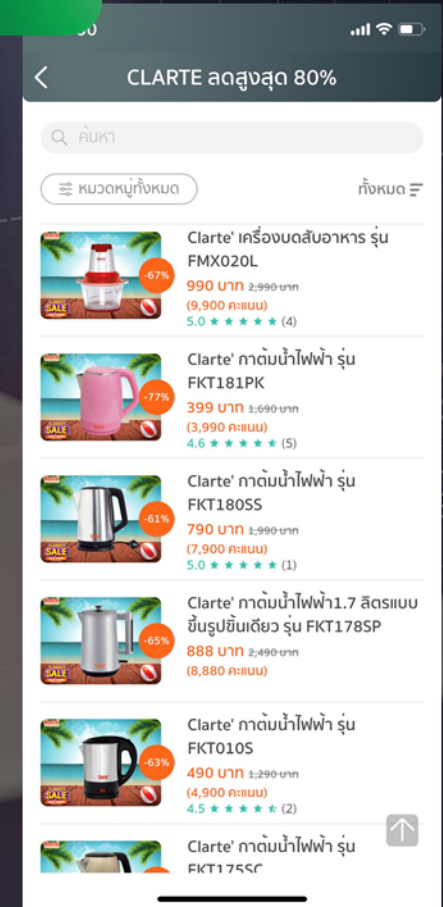 CLARTE ลดสูงสุด 80%
ค้นหา
หมวดหมู่ทั้งหมด
ทั้งหมด
Clarte' เครื่องบดสับอาหาร รุ่น
FMX020L
-67%
990 บาท 2,990 บาท
(9,900 คะแนน)
SALE
5.0 ★ ★ ★ ★ ★ (4)
Clarte' กาต้มน้ำไฟฟ้า รุ่น
FKT181PK
-77%
399 บาท 1,690 บาท
(3,990 คะแนน)
SALE
4.6 ★ ★ ★ ★ ★ (5)
Clarte' กาต้มน้ำไฟฟ้า รุ่น
FKT180SS
-61%
790 บาท 1,990 บาท
(7,900 คะแนน)
SALE
5.0 ★ ★ ★ ★ ★ (1)
Clarte' กาต้มน้ำไฟฟ้า1.7 ลิตรแบบ
ขึ้นรูปชิ้นเดียว รุ่น FKT178SP
-65%
888 บาท 2,490 บาท
(8,880 คะแนน)
SALE
Clarte' กาต้มน้ำไฟฟ้า รุ่น
FKT010S
-63%
490 บาท 1,290 บาท
(4,900 คะแนน)
SALE
4.5 ★ ★ ★ ★ ★ (2)
Clarte' กาต้มน้ำไฟฟ้า รุ่น
FKT175SC